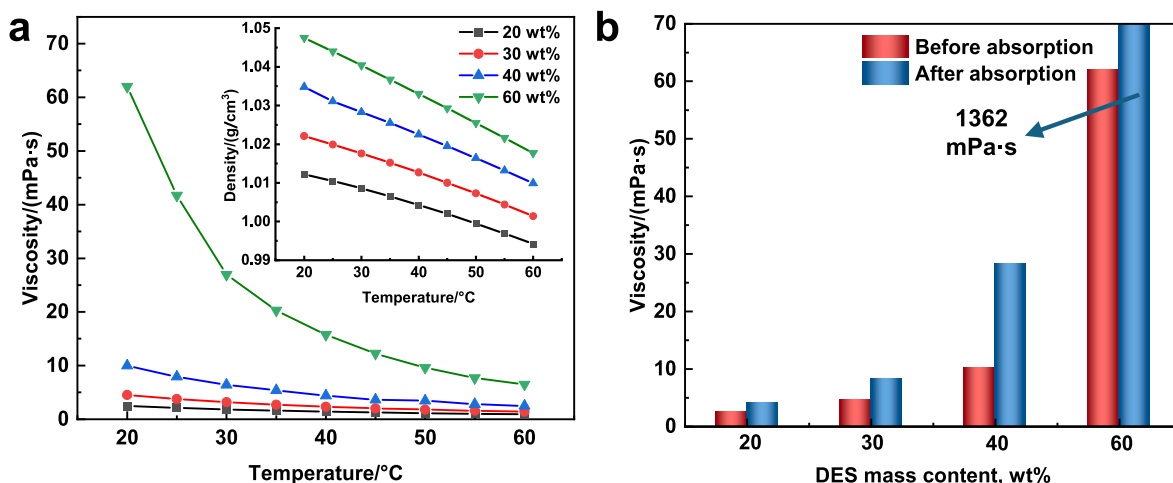 a
Viscosity/(mPa·s)
70
60
50
40
30
20
10
0
20
30
40
50
60
Temperature/°C
1.05
1.04
1.03
1.02
1.01
1.00
0.99
Density/(g/cm³)
20
30
40
50
60
Temperature/°C
20 wt%
30 wt%
40 wt%
60 wt%
b
Viscosity/(mPa·s)
70
60
50
40
30
20
10
0
Before absorption
After absorption
1362
mPa·s
20
30
40
60
DES mass content, wt%